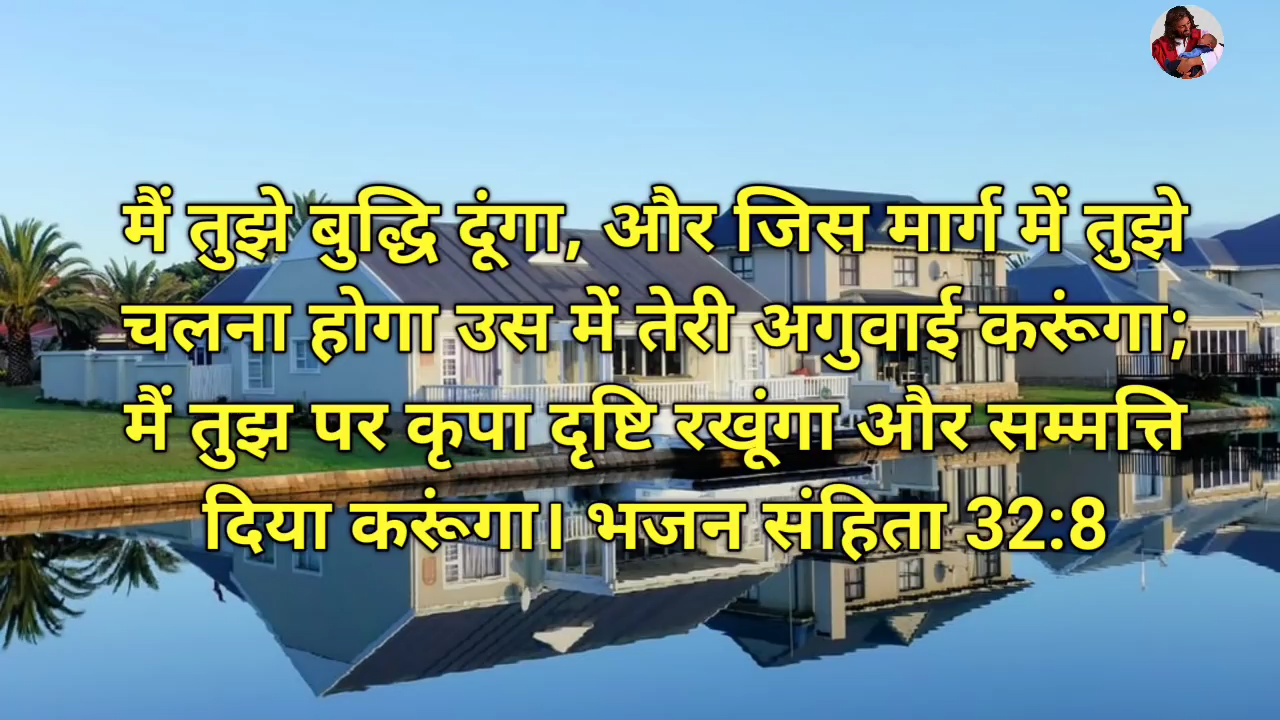 मैं तुझे बुद्धि दूंगा, और जिस मार्ग में तुझे
चलना होगा उस में तेरी अगुवाई करूंगा;
मैं तुझ पर कृपा दृष्टि रखूंगा और सम्मत्ति
दिया करूंगा। भजन संहिता 32:8